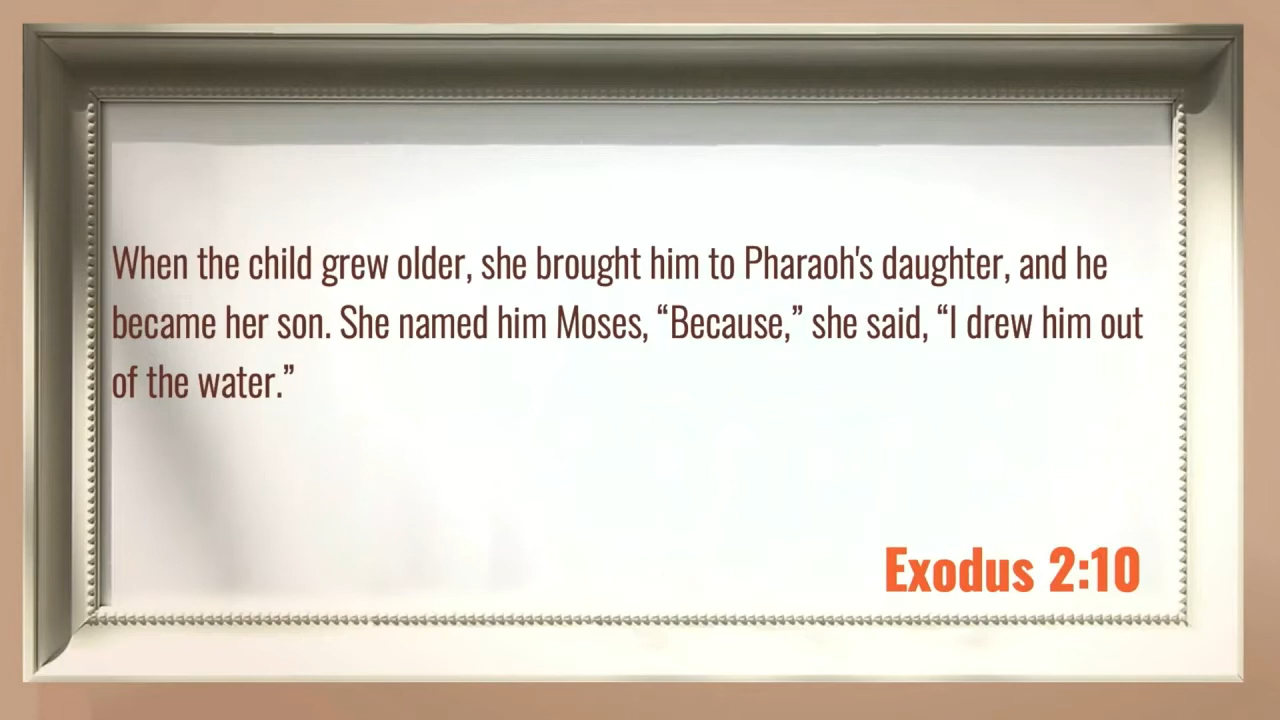 When the child grew older, she brought him to Pharaoh's daughter, and he
became her son. She named him Moses, “Because,” she said, “I drew him out
of the water.”
Exodus 2:10